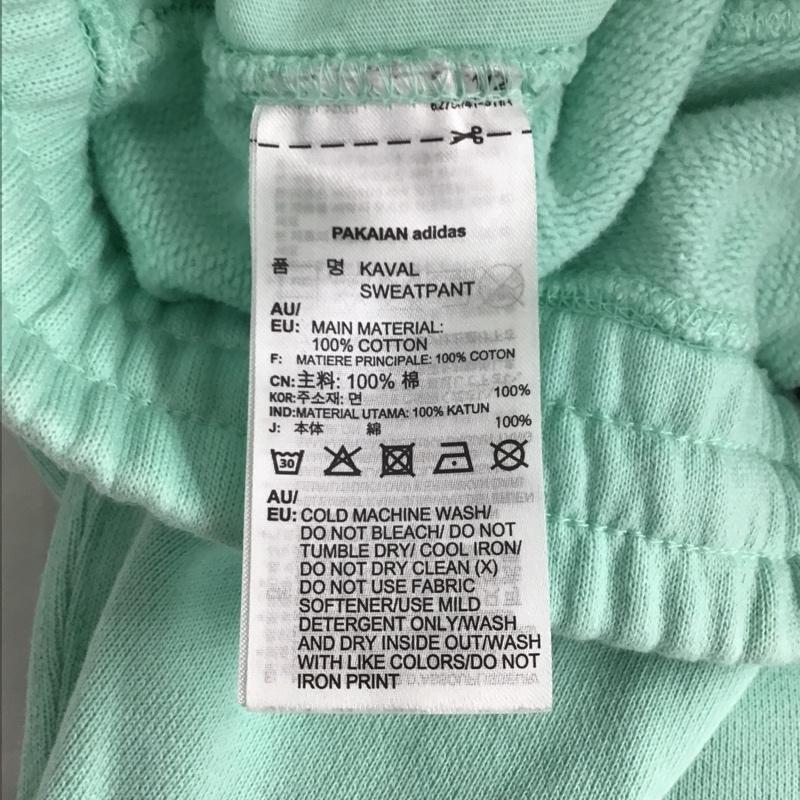 PAKAIAN adidas
품 명 KAVAL
SWEATPANT
AU/
EU: MAIN MATERIAL:
100% COTTON
F: MATIERE PRINCIPALE: 100% COTON
CN:主料: 100% 棉
KOR:주소재: 면 100%
IND:MATERIAL UTAMA: 100% KATUN
J: 本体 綿 100%
30
AU/
EU: COLD MACHINE WASH/
DO NOT BLEACH/ DO NOT
TUMBLE DRY/ COOL IRON/
DO NOT DRY CLEAN (X)
DO NOT USE FABRIC
SOFTENER/USE MILD
DETERGENT ONLY/WASH
AND DRY INSIDE OUT/WASH
WITH LIKE COLORS/DO NOT
IRON PRINT